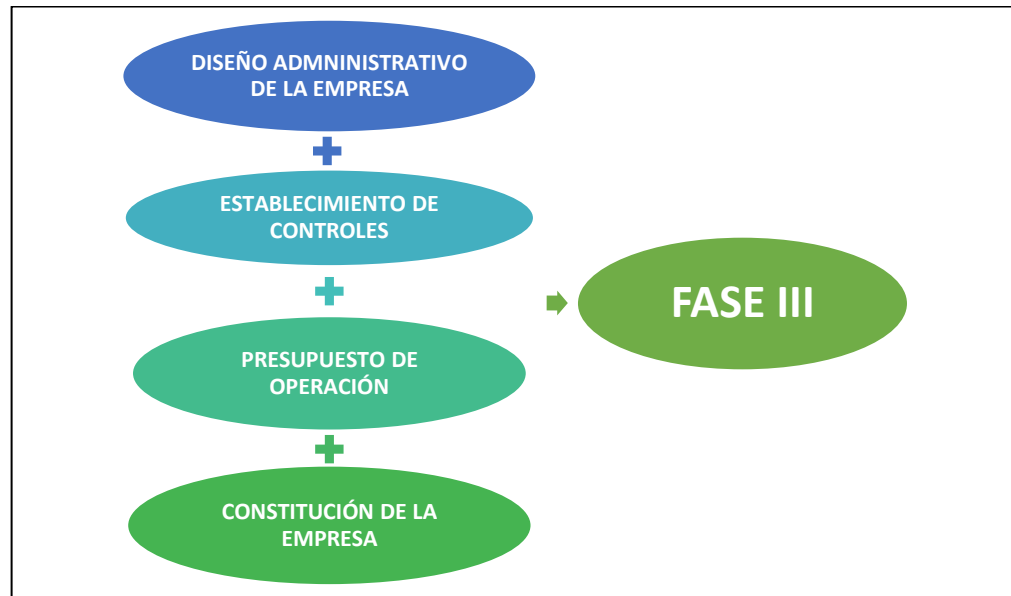 DISEÑO ADMNINISTRATIVO
DE LA EMPRESA
ESTABLECIMIENTO DE
CONTROLES
PRESUPUESTO DE
OPERACIÓN
CONSTITUCIÓN DE LA
EMPRESA
FASE III